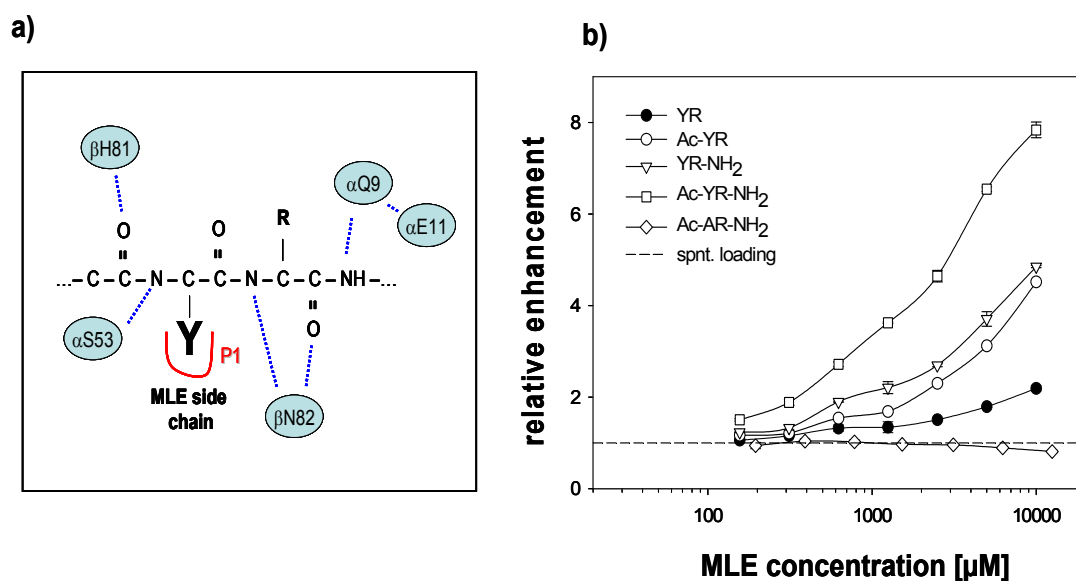 a)
βH81
αQ9
αE11
O
O
R
=
=
...–C–C–N–C–C–N–C–C–NH–...
=
αS53
O
Y
P1
MLE side
chain
βN82
b)
relative enhancement
8
6
4
2
0
YR
Ac-YR
YR-NH₂
Ac-YR-NH₂
Ac-AR-NH₂
spnt. loading
100
1000
10000
MLE concentration [µM]